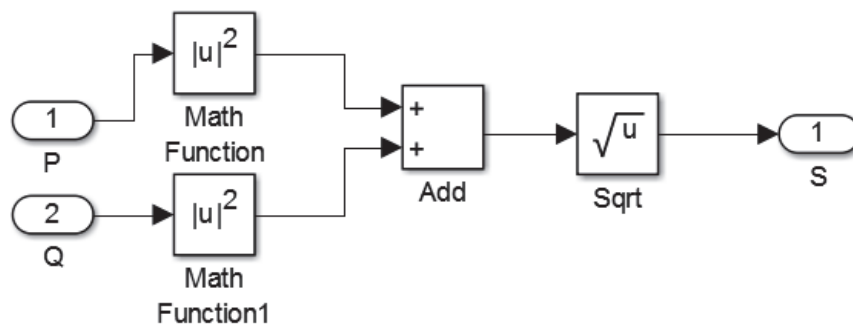 |u|²
1
P
Math
Function
2
Q
|u|²
Math
Function1
+
+
Add
√u
Sqrt
1
S